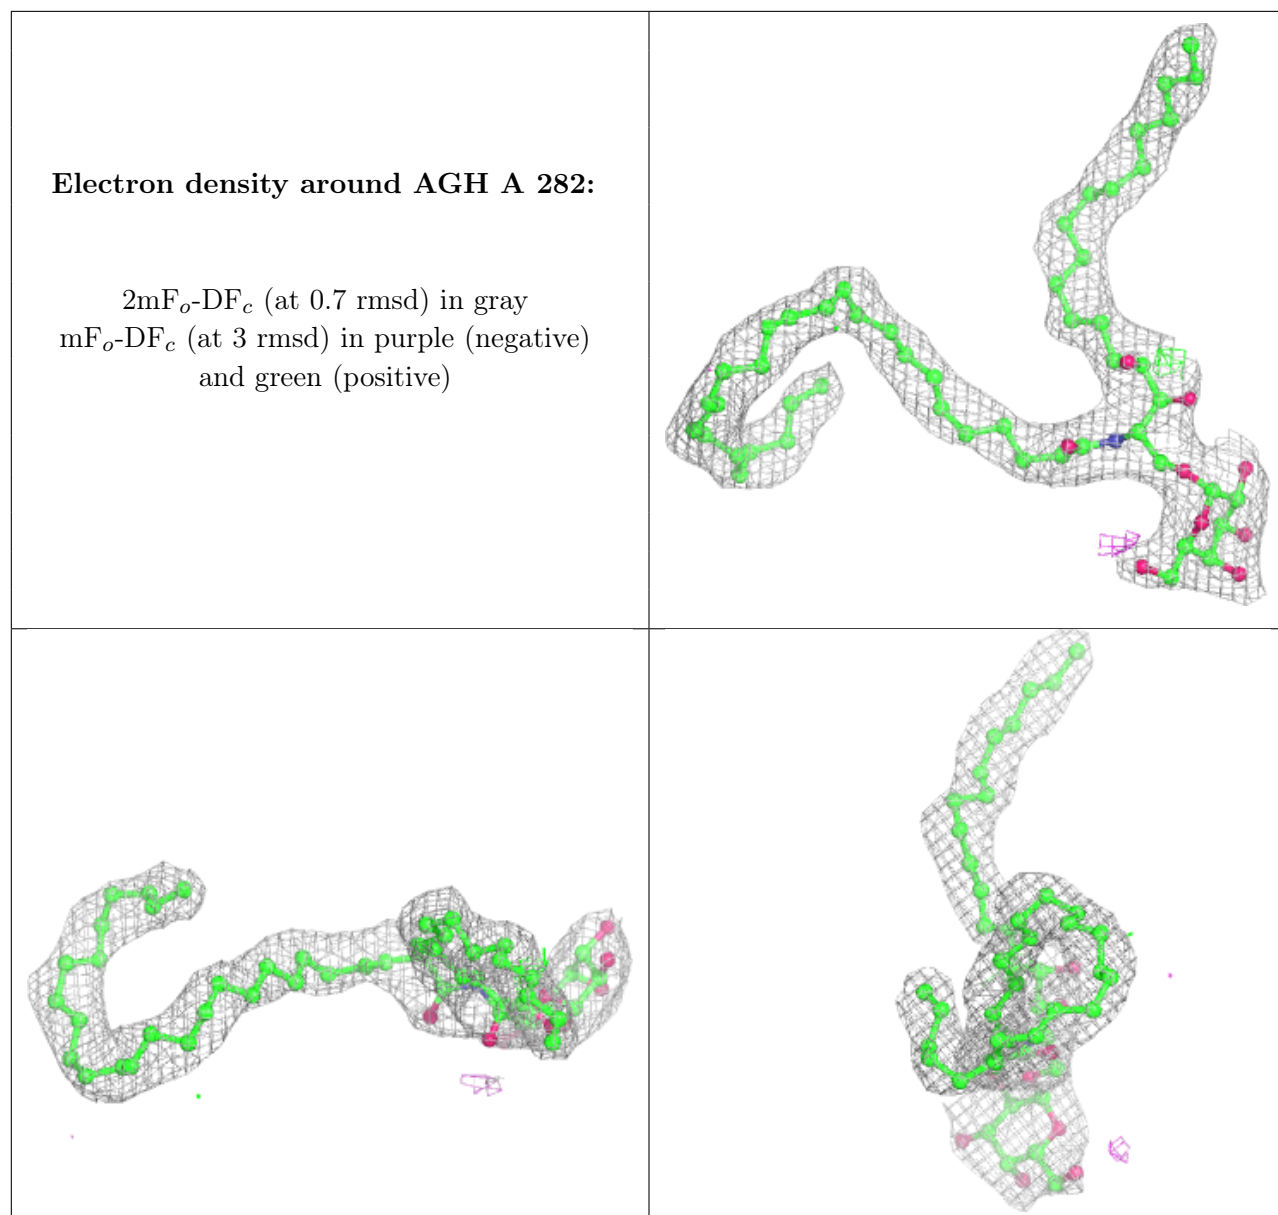 Electron density around AGH A 282:
2mFo-DFc (at 0.7 rmsd) in gray
mFo-DFc (at 3 rmsd) in purple (negative)
and green (positive)